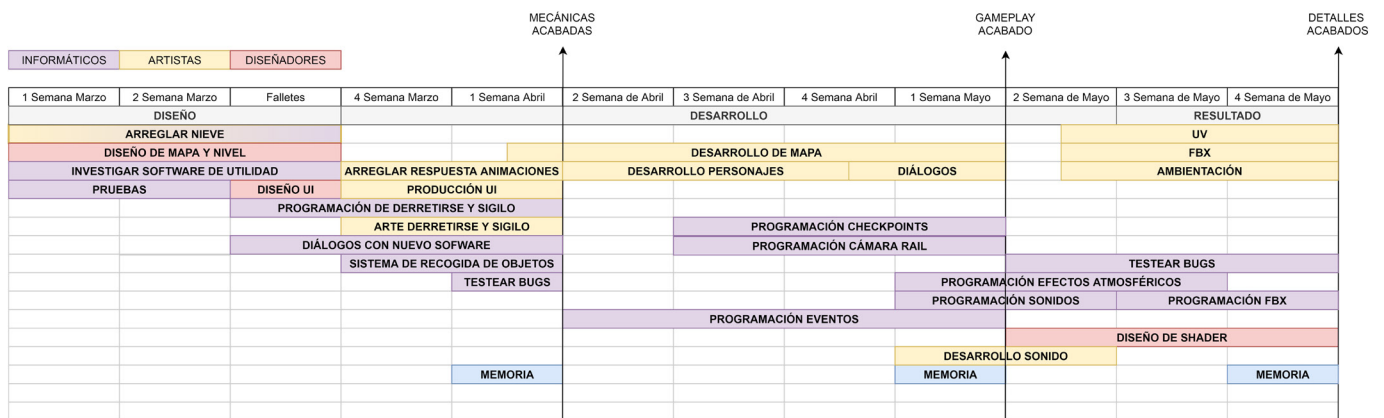 MECÁNICAS
ACABADAS
GAMEPLAY
ACABADO
DETALLES
ACABADOS
INFORMÁTICOS ARTISTAS DISEÑADORES
1 Semana Marzo 2 Semana Marzo Falletes 4 Semana Marzo 1 Semana Abril 2 Semana de Abril 3 Semana de Abril 4 Semana Abril 1 Semana Mayo 2 Semana de Mayo 3 Semana de Mayo 4 Semana de Mayo
DISEÑO DESARROLLO RESULTADO
ARREGLAR NIEVE UV
DISEÑO DE MAPA Y NIVEL DESARROLLO DE MAPA FBX
INVESTIGAR SOFTWARE DE UTILIDAD ARREGLAR RESPUESTA ANIMACIONES DESARROLLO PERSONAJES DIÁLOGOS AMBIENTACIÓN
PRUEBAS DISEÑO UI PRODUCCIÓN UI
PROGRAMACIÓN DE DERRETIRSE Y SIGILO
ARTE DERRETIRSE Y SIGILO PROGRAMACIÓN CHECKPOINTS
DIÁLOGOS CON NUEVO SOFWARE PROGRAMACIÓN CÁMARA RAIL
SISTEMA DE RECOGIDA DE OBJETOS TESTEAR BUGS
TESTEAR BUGS PROGRAMACIÓN EFECTOS ATMOSFÉRICOS
PROGRAMACIÓN SONIDOS PROGRAMACIÓN FBX
PROGRAMACIÓN EVENTOS
DISEÑO DE SHADER
DESARROLLO SONIDO
MEMORIA MEMORIA MEMORIA